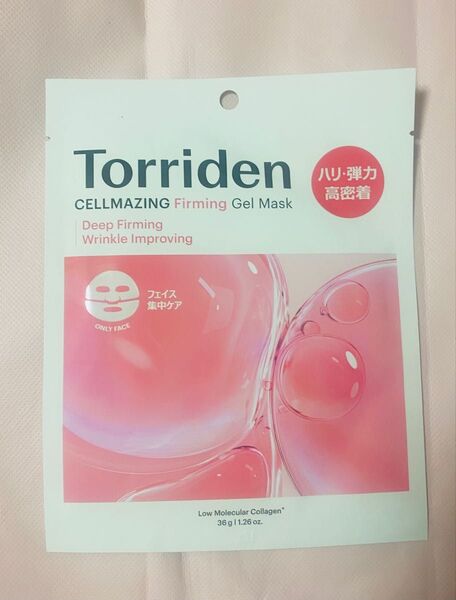 Torriden
CELLMAZING Firming Gel Mask
Deep Firming
Wrinkle Improving
ハリ・弾力
高密着
フェイス
集中ケア
ONLY FACE
Low Molecular Collagen*
36 g | 1.26 oz.